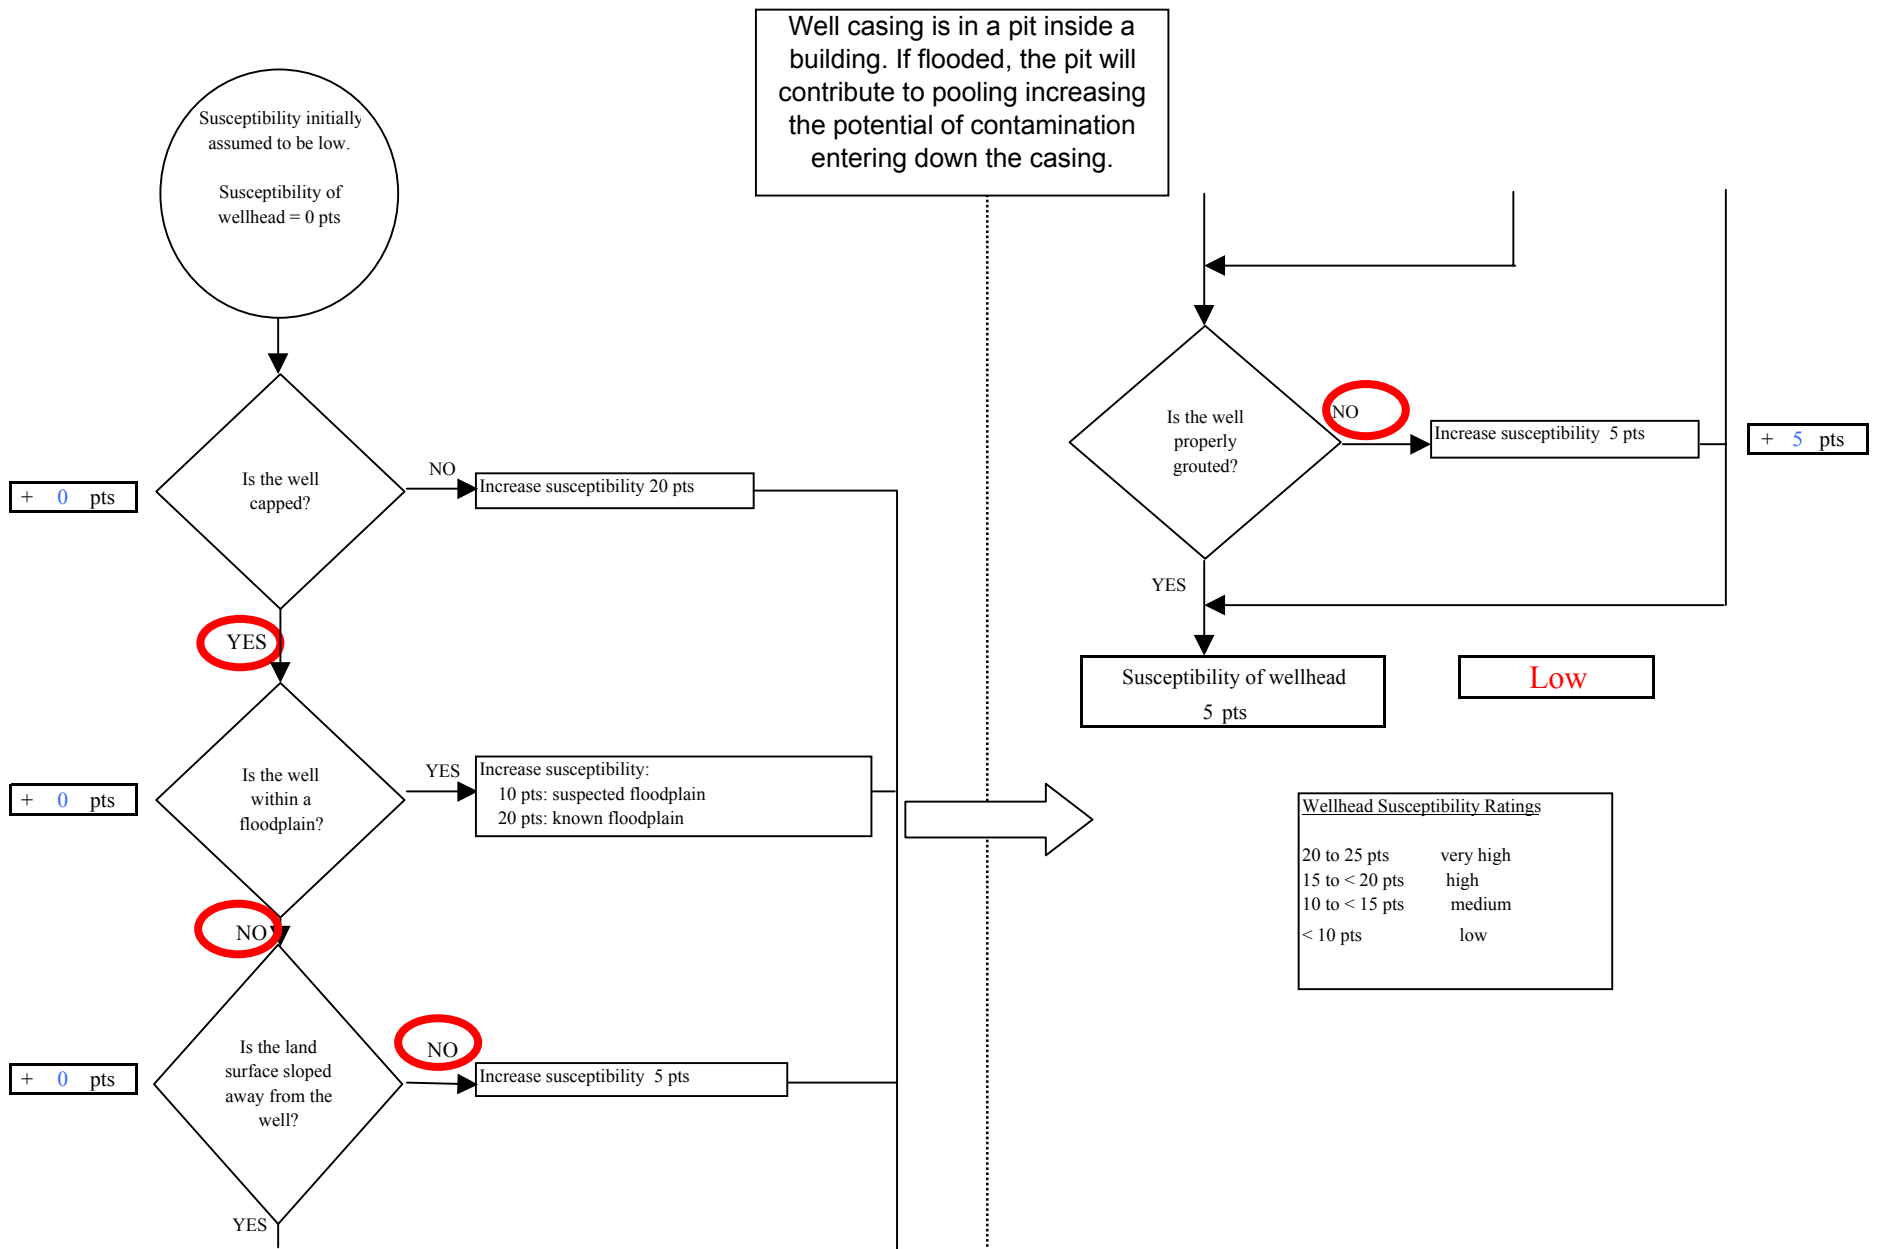 Well casing is in a pit inside a
building. If flooded, the pit will
contribute to pooling increasing
the potential of contamination
entering down the casing.
Susceptibility initially
assumed to be low.
Susceptibility of
wellhead = 0 pts
Is the well
capped?
+ 0 pts
NO
Increase susceptibility 20 pts
YES
Is the well
within a
floodplain?
+ 0 pts
YES
Increase susceptibility:
10 pts: suspected floodplain
20 pts: known floodplain
NO
Is the land
surface sloped
away from the
well?
+ 0 pts
NO
Increase susceptibility 5 pts
YES
Is the well
properly
grouted?
NO
Increase susceptibility 5 pts
+ 5 pts
YES
Susceptibility of wellhead
5 pts
Low
Wellhead Susceptibility Ratings
20 to 25 pts very high
15 to < 20 pts high
10 to < 15 pts medium
< 10 pts low